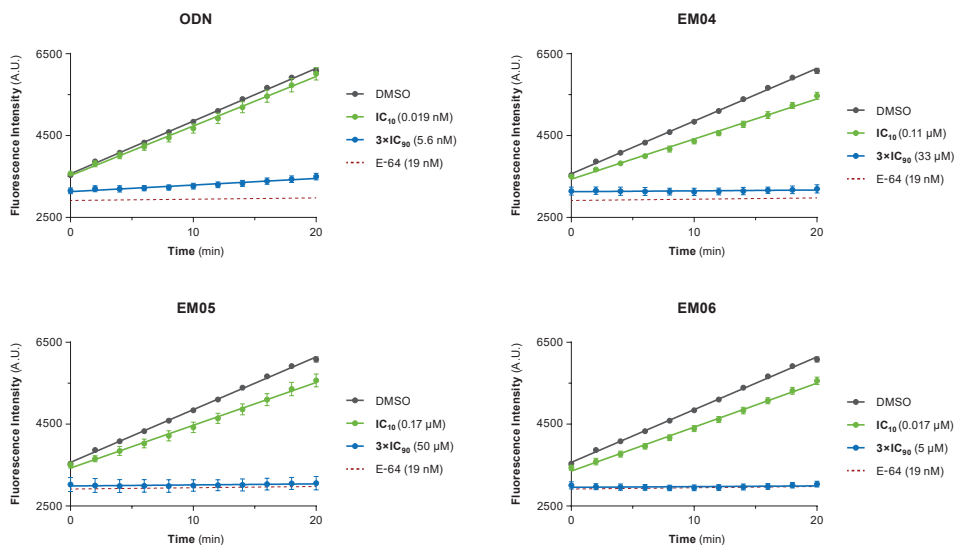 ODN
Fluorescence Intensity (A.U.)
6500
4500
2500
0
10
20
Time (min)
DMSO
IC10 (0.019 nM)
3×IC90 (5.6 nM)
E-64 (19 nM)
EM04
Fluorescence Intensity (A.U.)
6500
4500
2500
0
10
20
Time (min)
DMSO
IC10 (0.11 µM)
3×IC90 (33 µM)
E-64 (19 nM)
EM05
Fluorescence Intensity (A.U.)
6500
4500
2500
0
10
20
Time (min)
DMSO
IC10 (0.17 µM)
3×IC90 (50 µM)
E-64 (19 nM)
EM06
Fluorescence Intensity (A.U.)
6500
4500
2500
0
10
20
Time (min)
DMSO
IC10 (0.017 µM)
3×IC90 (5 µM)
E-64 (19 nM)